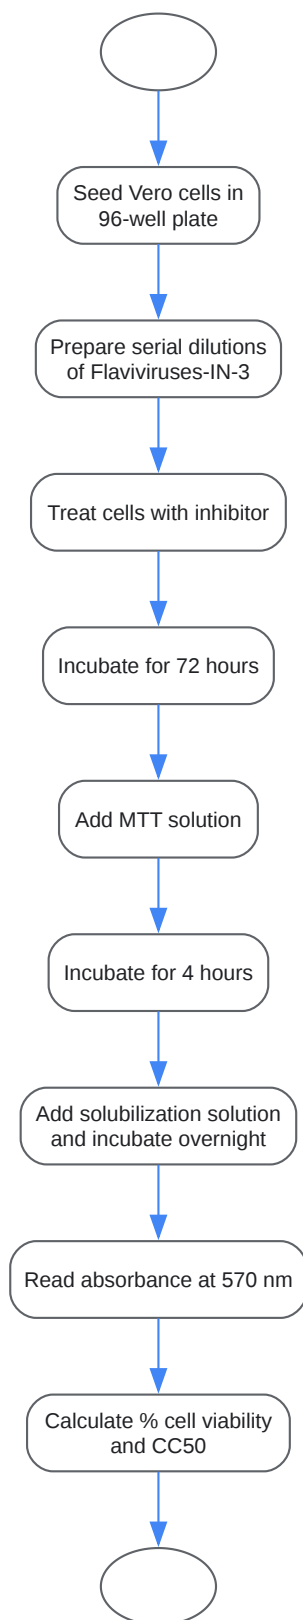 Seed Vero cells in
96-well plate
Prepare serial dilutions
of Flaviviruses-IN-3
Treat cells with inhibitor
Incubate for 72 hours
Add MTT solution
Incubate for 4 hours
Add solubilization solution
and incubate overnight
Read absorbance at 570 nm
Calculate % cell viability
and CC50